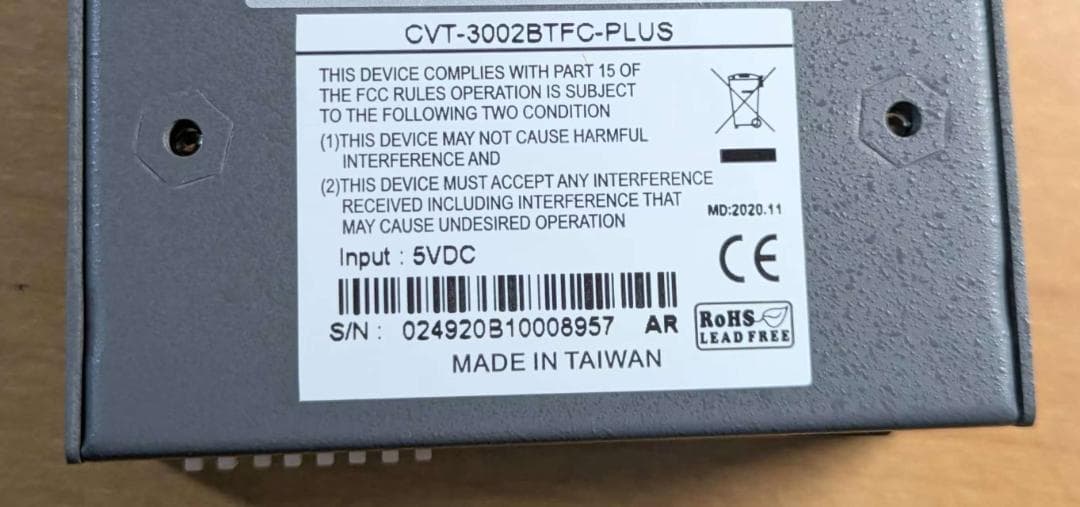 CVT-3002BTFC-PLUS
THIS DEVICE COMPLIES WITH PART 15 OF
THE FCC RULES OPERATION IS SUBJECT
TO THE FOLLOWING TWO CONDITION
(1)THIS DEVICE MAY NOT CAUSE HARMFUL
INTERFERENCE AND
(2)THIS DEVICE MUST ACCEPT ANY INTERFERENCE
RECEIVED INCLUDING INTERFERENCE THAT
MAY CAUSE UNDESIRED OPERATION
MD:2020.11
Input : 5VDC
CE
S/N : 024920B10008957 AR
RoHS
LEAD FREE
MADE IN TAIWAN